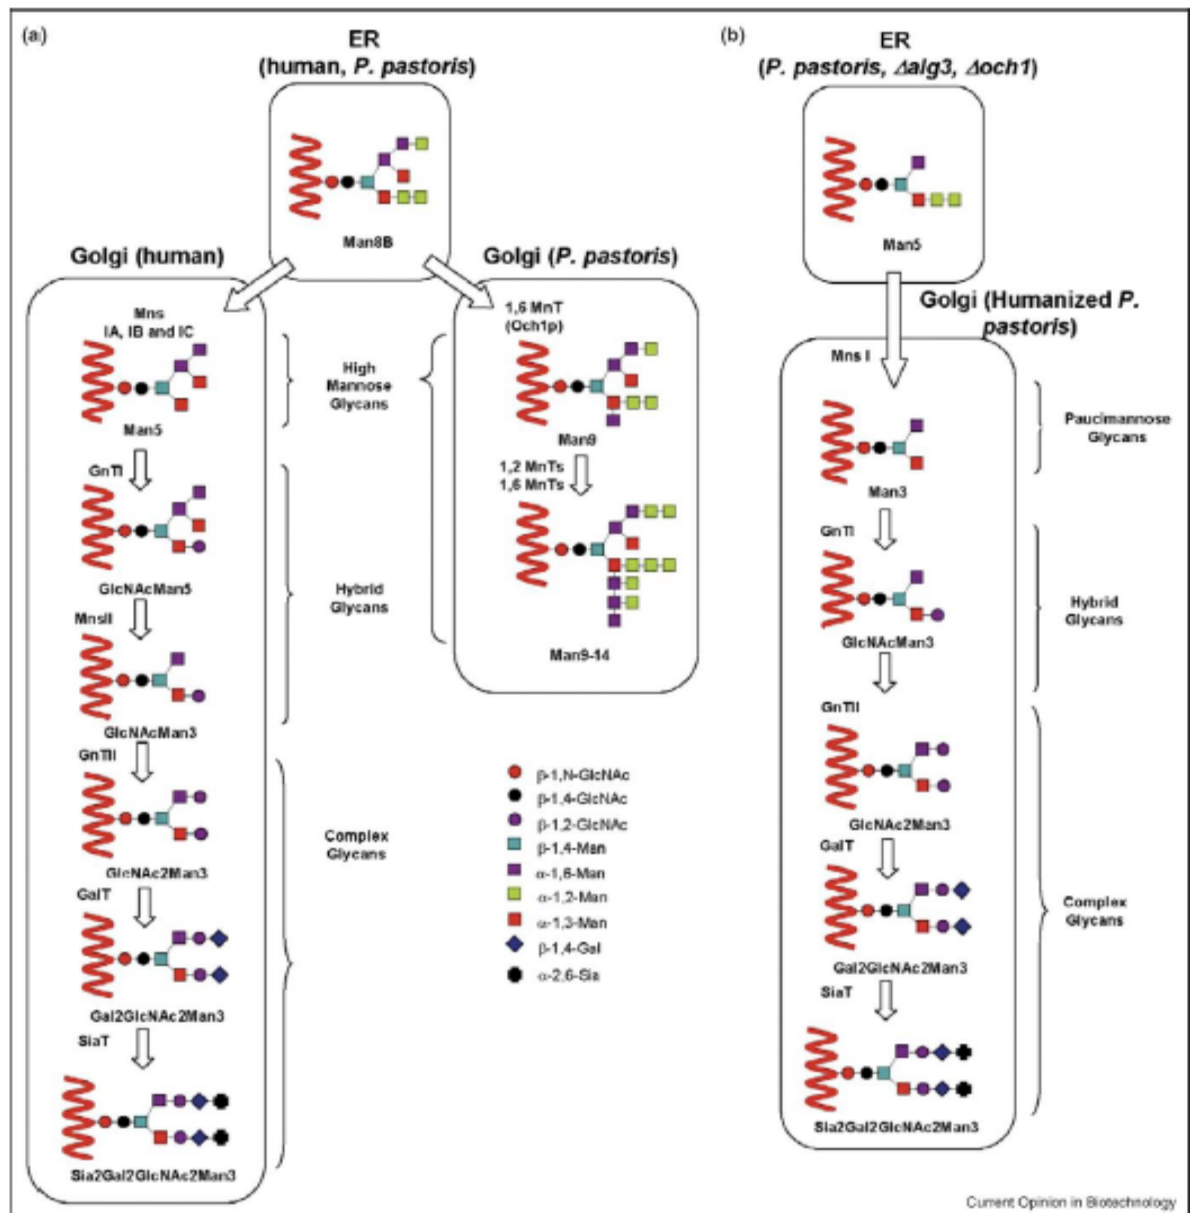 (a)
ER
(human, P. pastoris)
Man8B
Golgi (human)
Golgi (P. pastoris)
Mns
IA, IB and IC
Man5
GnTI
GlcNAcMan5
MnsII
GlcNAcMan3
GnTII
GlcNAc2Man3
GalT
Gal2GlcNAc2Man3
SiaT
Sia2Gal2GlcNAc2Man3
High
Mannose
Glycans
Hybrid
Glycans
Complex
Glycans
1,6 MnT
(Och1p)
Man9
1,2 MnTs
1,6 MnTs
Man9-14
β-1,N-GlcNAc
β-1,4-GlcNAc
β-1,2-GlcNAc
β-1,4-Man
α-1,6-Man
α-1,2-Man
α-1,3-Man
β-1,4-Gal
α-2,6-Sia
(b)
ER
(P. pastoris, Δalg3, Δoch1)
Man5
Golgi (Humanized P.
pastoris)
Mns I
Man3
GnTI
GlcNAcMan3
GnTII
GlcNAc2Man3
GalT
Gal2GlcNAc2Man3
SiaT
Sia2Gal2GlcNAc2Man3
Paucimannose
Glycans
Hybrid
Glycans
Complex
Glycans
Current Opinion in Biotechnology